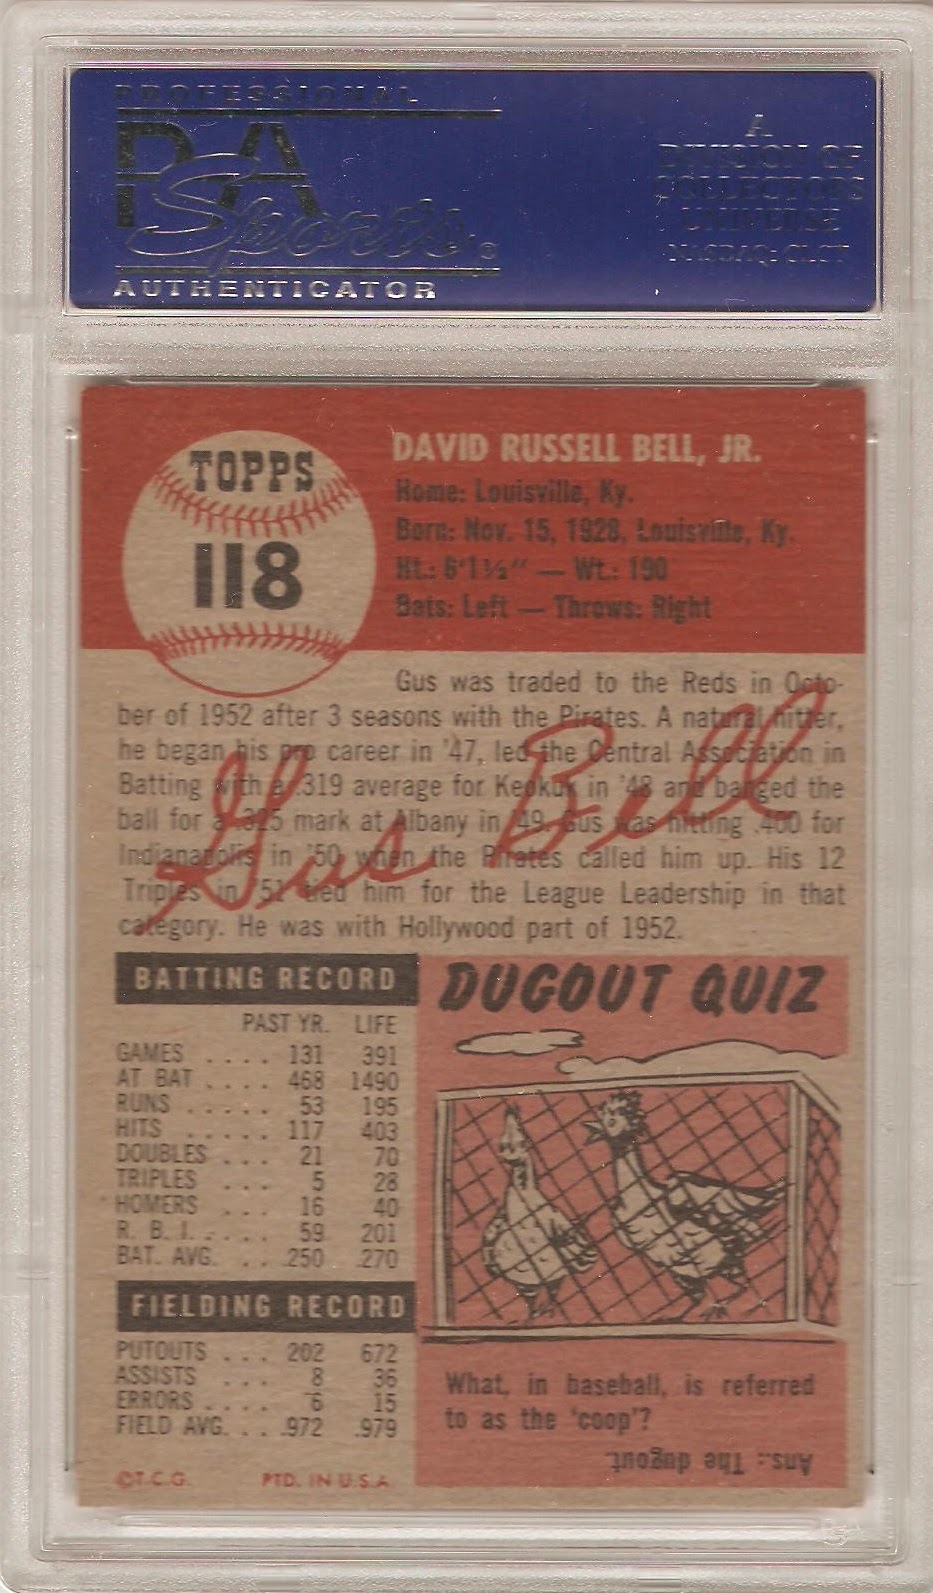 PROFESSIONAL
PSA
Sports
AUTHENTICATOR
A
DIVISION OF
COLLECTORS
UNIVERSE
NASDAQ: CLCT
TOPPS
118
DAVID RUSSELL BELL, JR.
Home: Louisville, Ky.
Born: Nov. 15, 1928, Louisville, Ky.
Ht.: 6'1½" — Wt.: 190
Bats: Left — Throws: Right
Gus was traded to the Reds in Octo-
ber of 1952 after 3 seasons with the Pirates. A natural hitter,
he began his pro career in '47, led the Central Association in
Batting with a .319 average for Keokuk in '48 and banged the
ball for a .325 mark at Albany in '49. Gus was hitting .400 for
Indianapolis in '50 when the Pirates called him up. His 12
Triples in '51 tied him for the League Leadership in that
category. He was with Hollywood part of 1952.
Gus Bell
BATTING RECORD
PAST YR. LIFE
GAMES .... 131 391
AT BAT .... 468 1490
RUNS ..... 53 195
HITS ..... 117 403
DOUBLES ... 21 70
TRIPLES ... 5 28
HOMERS ... 16 40
R. B. I. .... 59 201
BAT. AVG. ... .250 .270
FIELDING RECORD
PUTOUTS ... 202 672
ASSISTS ... 8 36
ERRORS .... 6 15
FIELD AVG. ... .972 .979
©T.C.G. PTD. IN U.S.A.
DUGOUT QUIZ
What, in baseball, is referred
to as the 'coop'?
Ans.: The dugout.